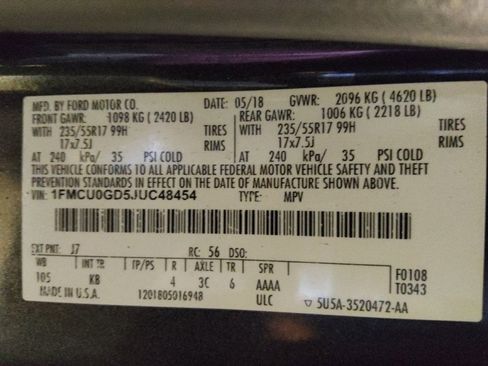 MFD. BY FORD MOTOR CO. DATE: 05/18 GVWR: 2096 KG (4620 LB)
FRONT GAWR: 1098 KG (2420 LB) REAR GAWR: 1006 KG (2218 LB)
WITH 235/55R17 99H TIRES WITH 235/55R17 99H TIRES
17x7.5J RIMS 17x7.5J RIMS
AT 240 kPa/ 35 PSI COLD AT 240 kPa/ 35 PSI COLD
THIS VEHICLE CONFORMS TO ALL APPLICABLE FEDERAL MOTOR VEHICLE SAFETY AND THEFT
PREVENTION STANDARDS IN EFFECT ON THE DATE OF MANUFACTURE SHOWN ABOVE.
VIN: 1FMCU0GD5JUC48454 TYPE: MPV
EXT PNT: J7 RC: 56 DSO:
WB INT TR TP/PS R AXLE TR SPR F0108
105 KB 4 3C 6 AAAA T0343
MADE IN U.S.A. 1201805016948 ULC ▽ 5U5A-3520472-AA